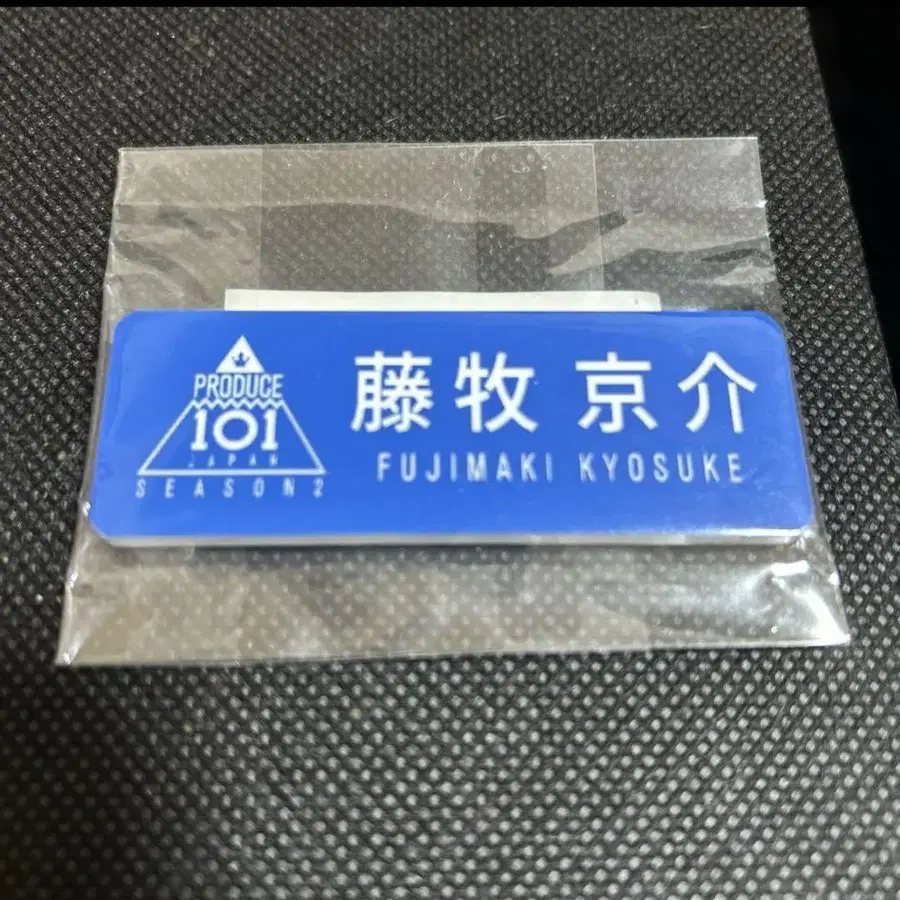 PRODUCE
101
JAPAN
SEASON2
藤牧 京介
FUJIMAKI KYOSUKE